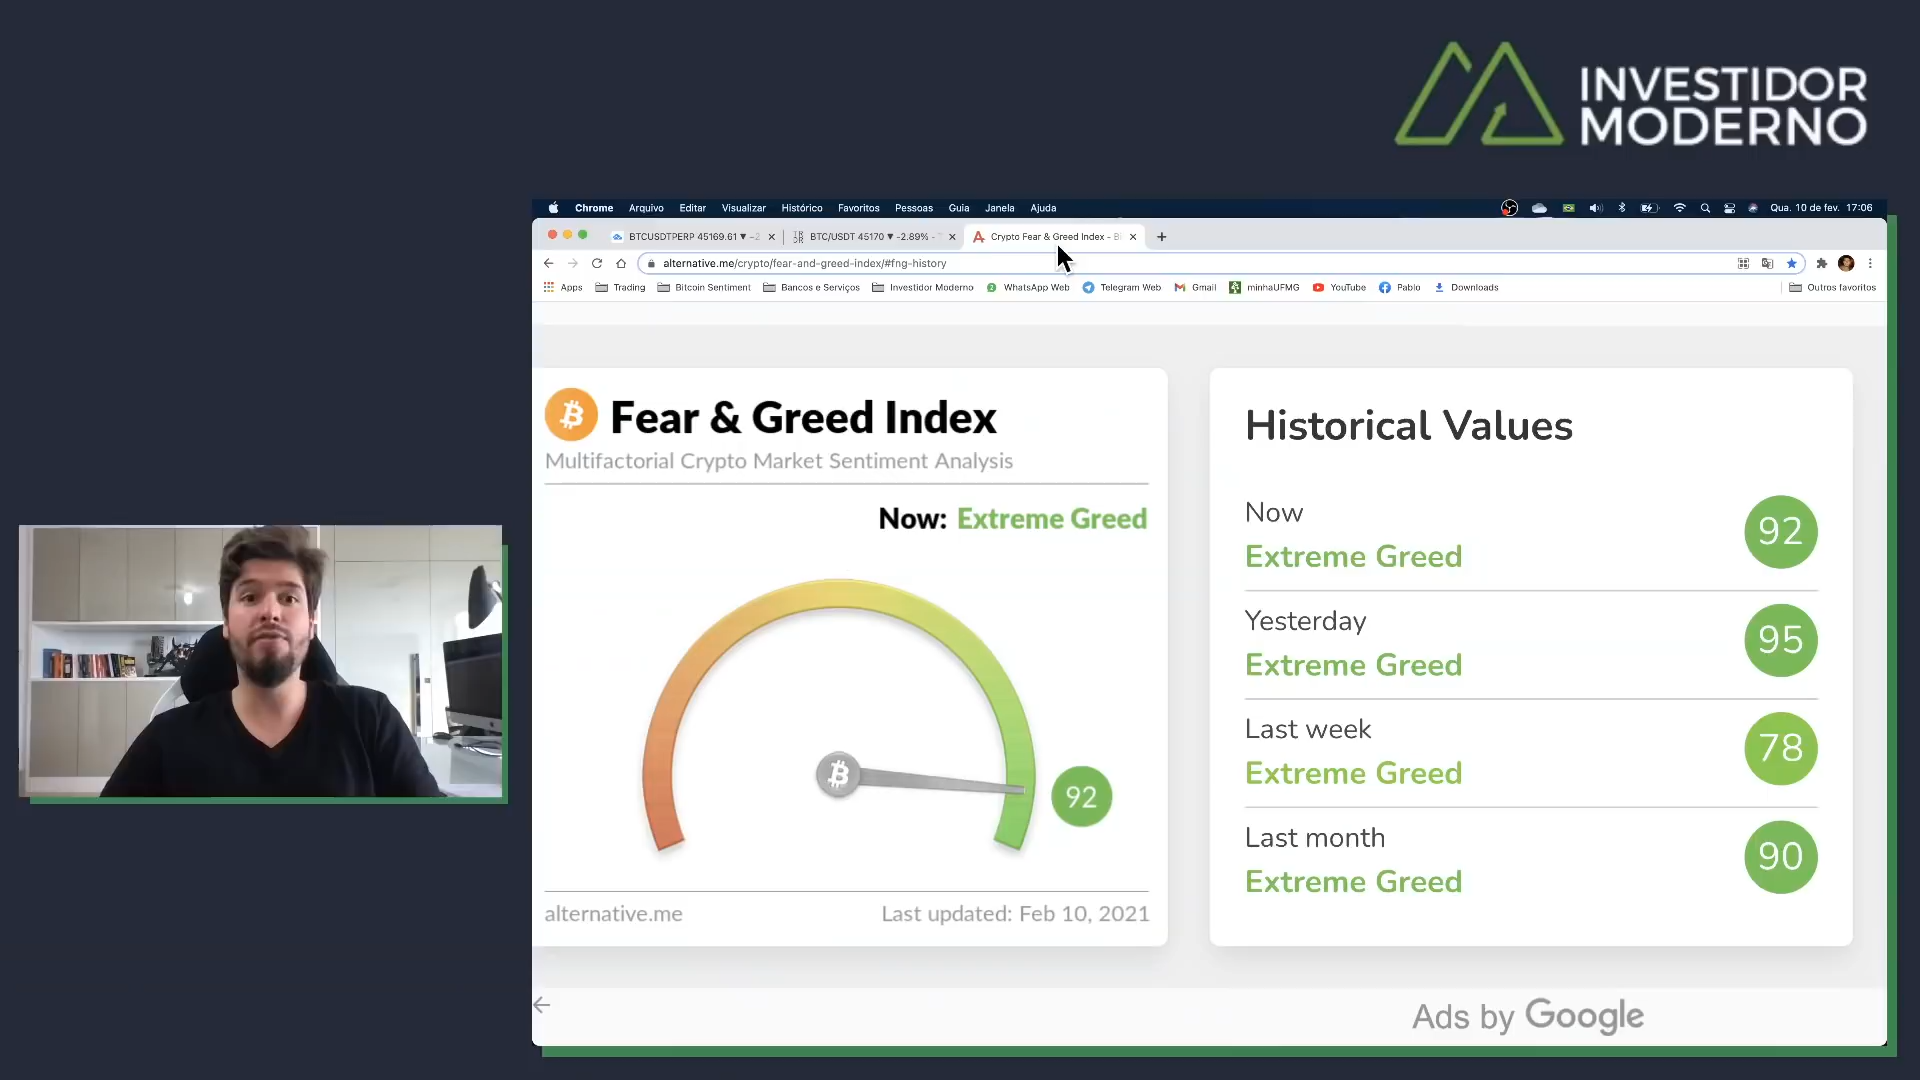 INVESTIDOR
MODERNO
Chrome Arquivo Editar Visualizar Histórico Favoritos Pessoas Guia Janela Ajuda Qua. 10 de fev. 17:06
BTCUSDTPERP 45169.61 ▼ −2 BTC/USDT 45170 ▼ −2.89% - Crypto Fear & Greed Index - B
alternative.me/crypto/fear-and-greed-index/#fng-history
Apps Trading Bitcoin Sentiment Bancos e Serviços Investidor Moderno WhatsApp Web Telegram Web Gmail minhaUFMG YouTube Pablo Downloads Outros favoritos
Fear & Greed Index
Multifactorial Crypto Market Sentiment Analysis
Now: Extreme Greed
92
alternative.me Last updated: Feb 10, 2021
Historical Values
Now
Extreme Greed
92
Yesterday
Extreme Greed
95
Last week
Extreme Greed
78
Last month
Extreme Greed
90
Ads by Google